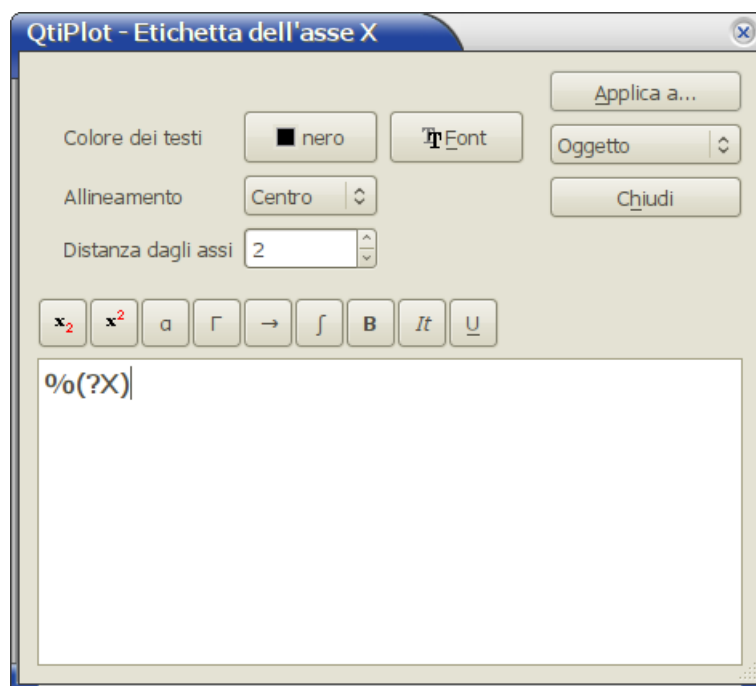 QtiPlot - Etichetta dell'asse X
Applica a...
Colore dei testi
nero
Font
Oggetto
Allineamento
Centro
Chiudi
Distanza dagli assi
2
x₂ x² α Γ → ∫ B It U
%(?X)